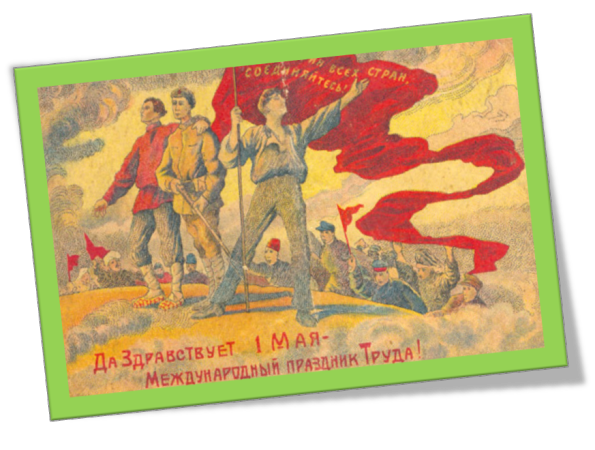 ВСЕХ СТРАН,
СОЕДИНЯЙТЕСЬ!
ДА ЗДРАВСТВУЕТ 1 МАЯ-
МЕЖДУНАРОДНЫЙ ПРАЗДНИК ТРУДА!